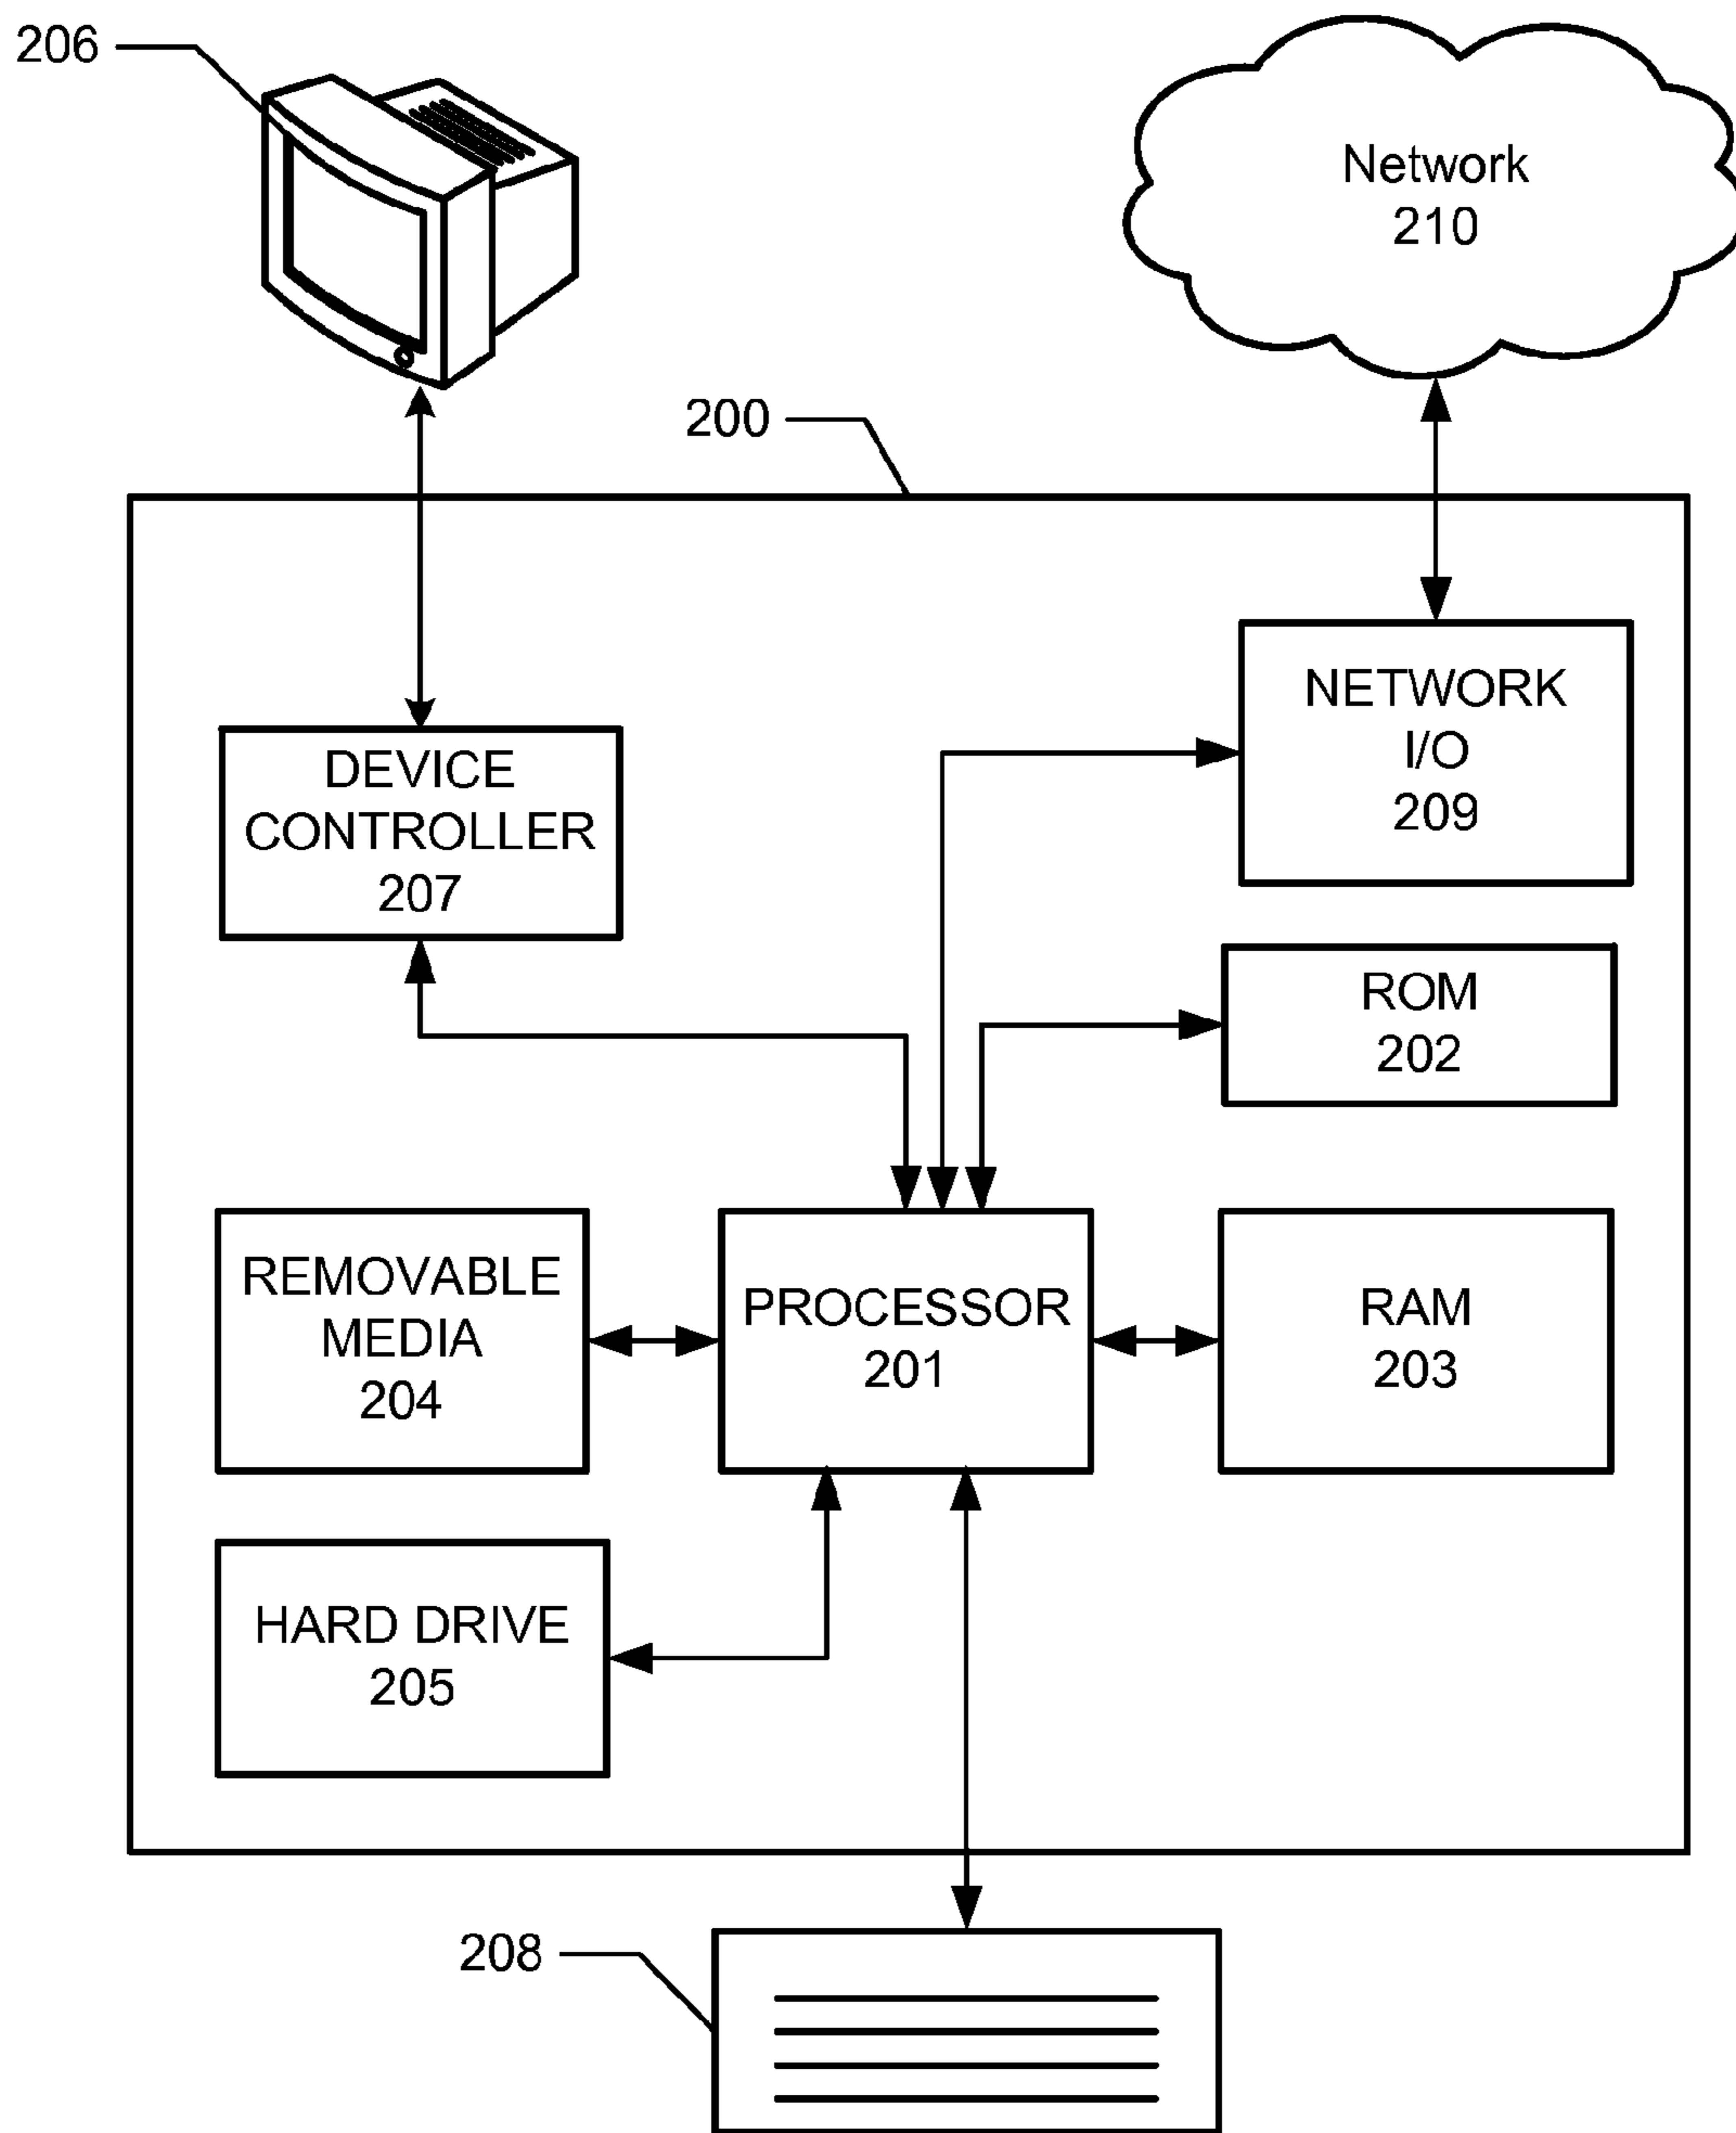 206
Network
210
200
NETWORK
I/O
209
DEVICE
CONTROLLER
207
ROM
202
REMOVABLE
MEDIA
204
PROCESSOR
201
RAM
203
HARD DRIVE
205
208